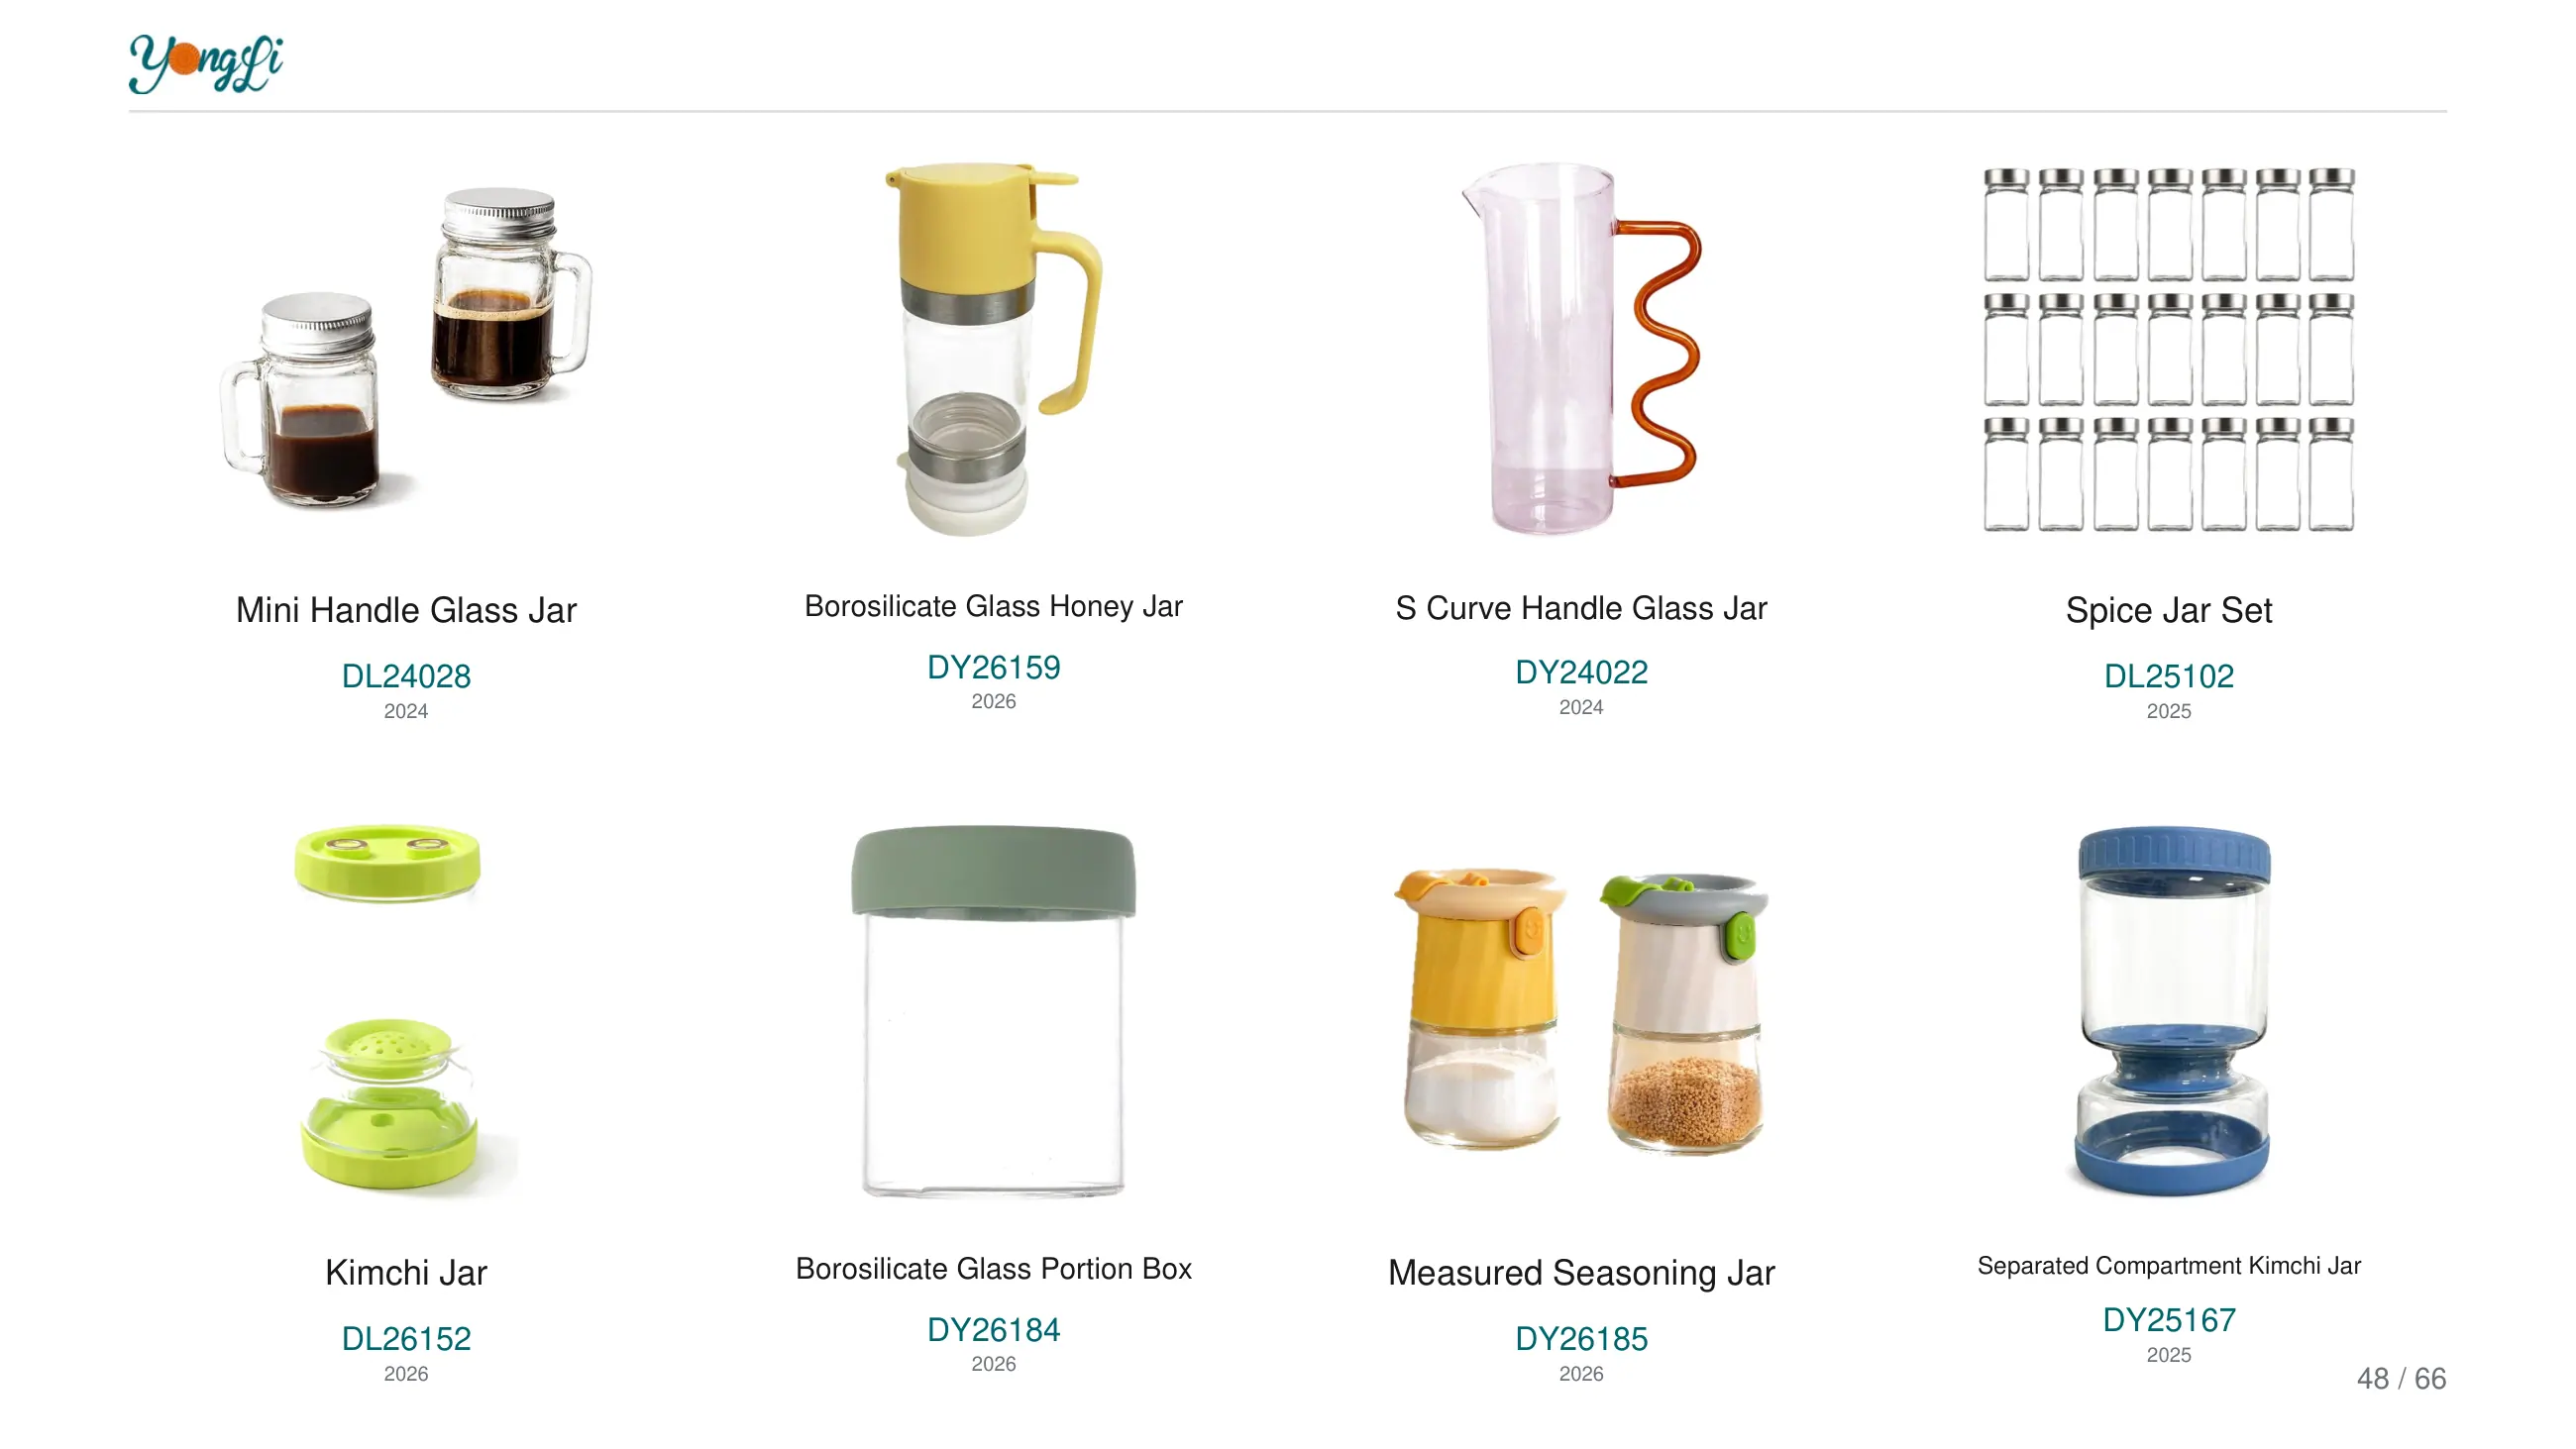 YongLi
Mini Handle Glass Jar
DL24028
2024
Borosilicate Glass Honey Jar
DY26159
2026
S Curve Handle Glass Jar
DY24022
2024
Spice Jar Set
DL25102
2025
Kimchi Jar
DL26152
2026
Borosilicate Glass Portion Box
DY26184
2026
Measured Seasoning Jar
DY26185
2026
Separated Compartment Kimchi Jar
DY25167
2025
48 / 66